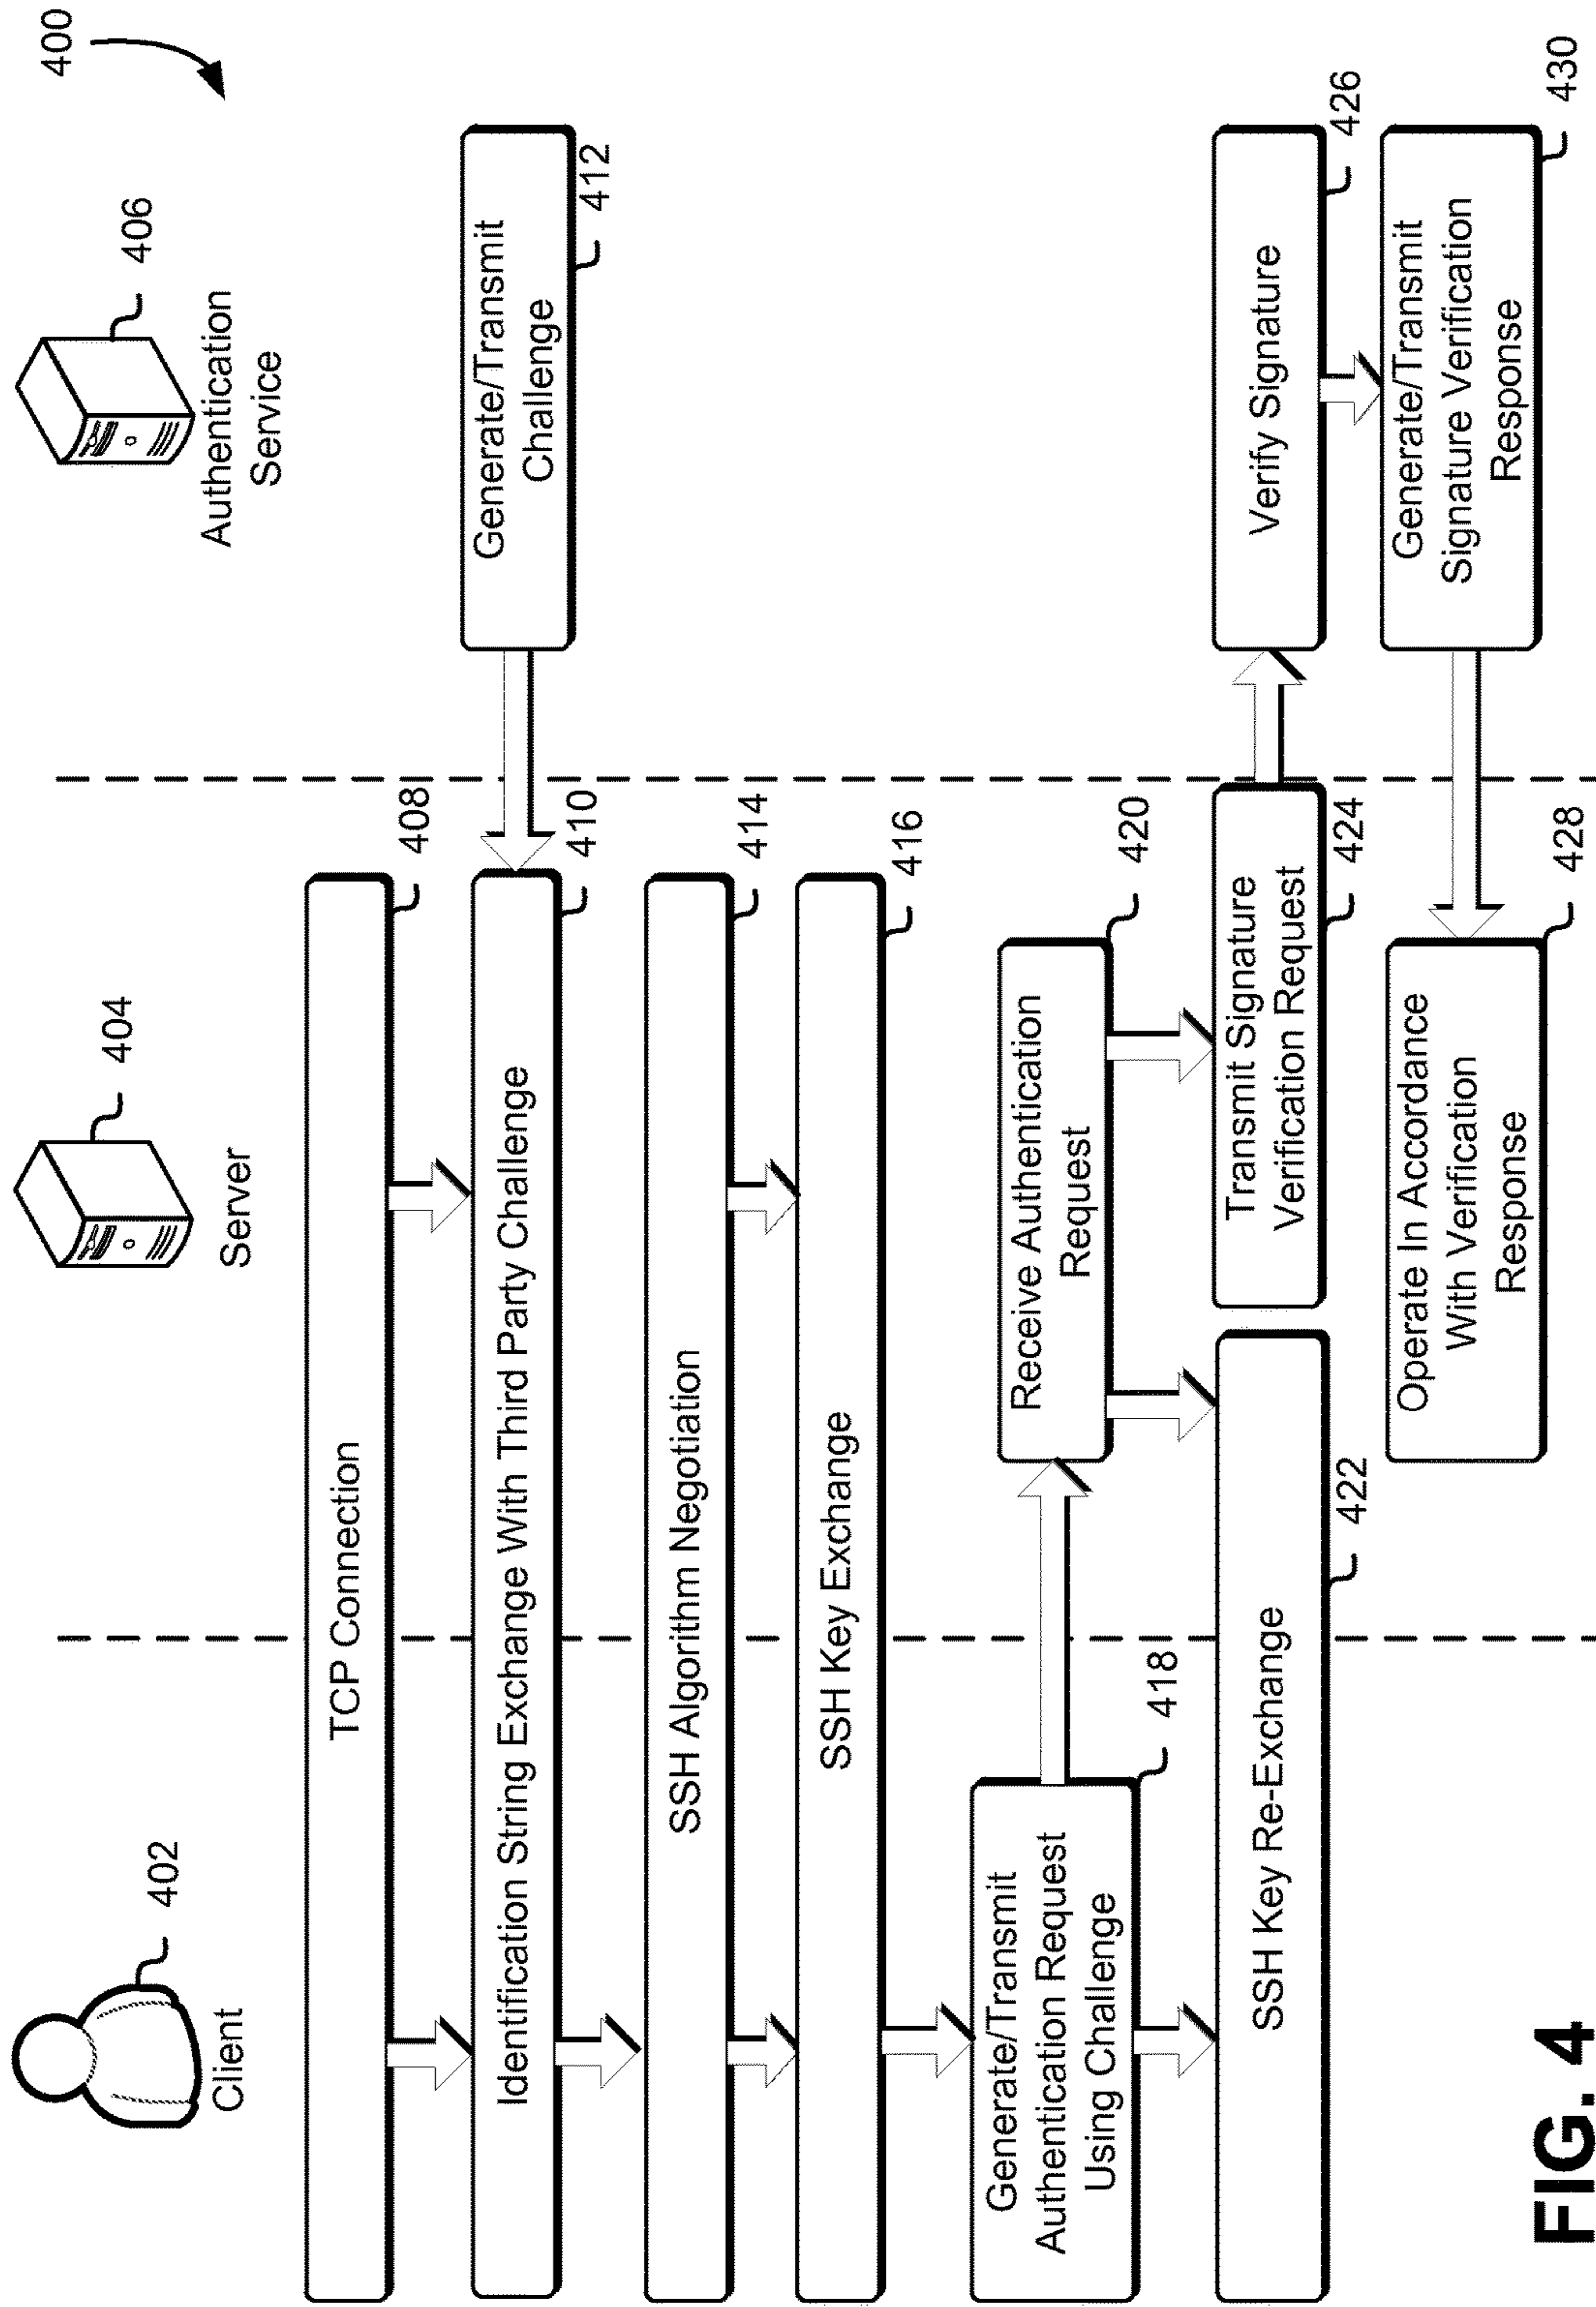 400
402
Client
404
Server
406
Authentication
Service
TCP Connection
408
Identification String Exchange With Third Party Challenge
410
Generate/Transmit
Challenge
412
SSH Algorithm Negotiation
414
SSH Key Exchange
416
Generate/Transmit
Authentication Request
Using Challenge
418
Receive Authentication
Request
420
SSH Key Re-Exchange
422
Transmit Signature
Verification Request
424
Verify Signature
426
Operate In Accordance
With Verification
Response
428
Generate/Transmit
Signature Verification
Response
430
FIG. 4